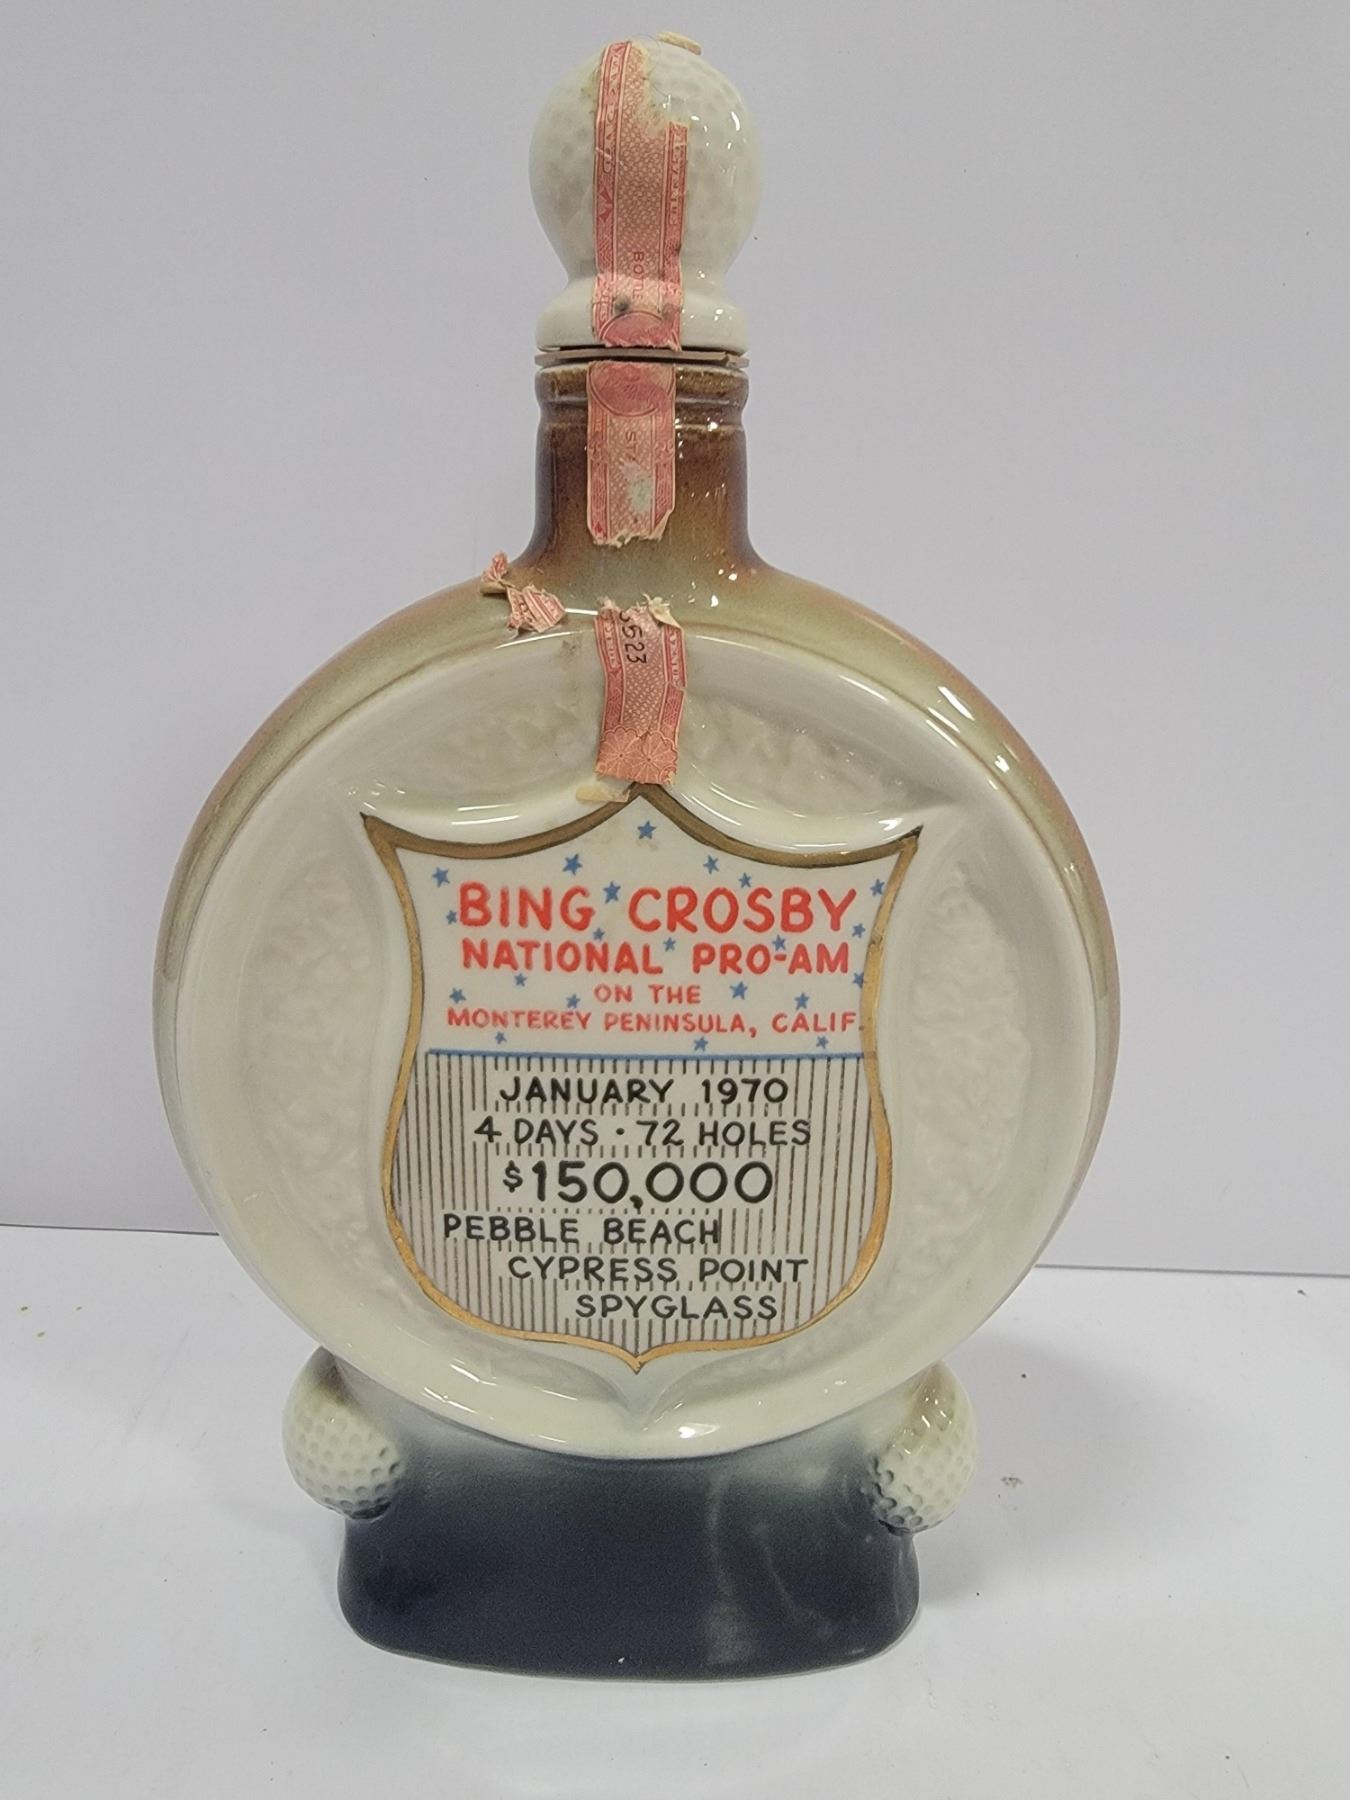 3523
BING CROSBY
NATIONAL PRO-AM
ON THE
MONTEREY PENINSULA, CALIF.
JANUARY 1970
4 DAYS · 72 HOLES
$150,000
PEBBLE BEACH
CYPRESS POINT
SPYGLASS